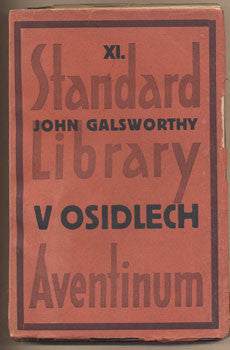 XI.
Standard
JOHN GALSWORTHY
Library
V OSIDLECH
Aventinum